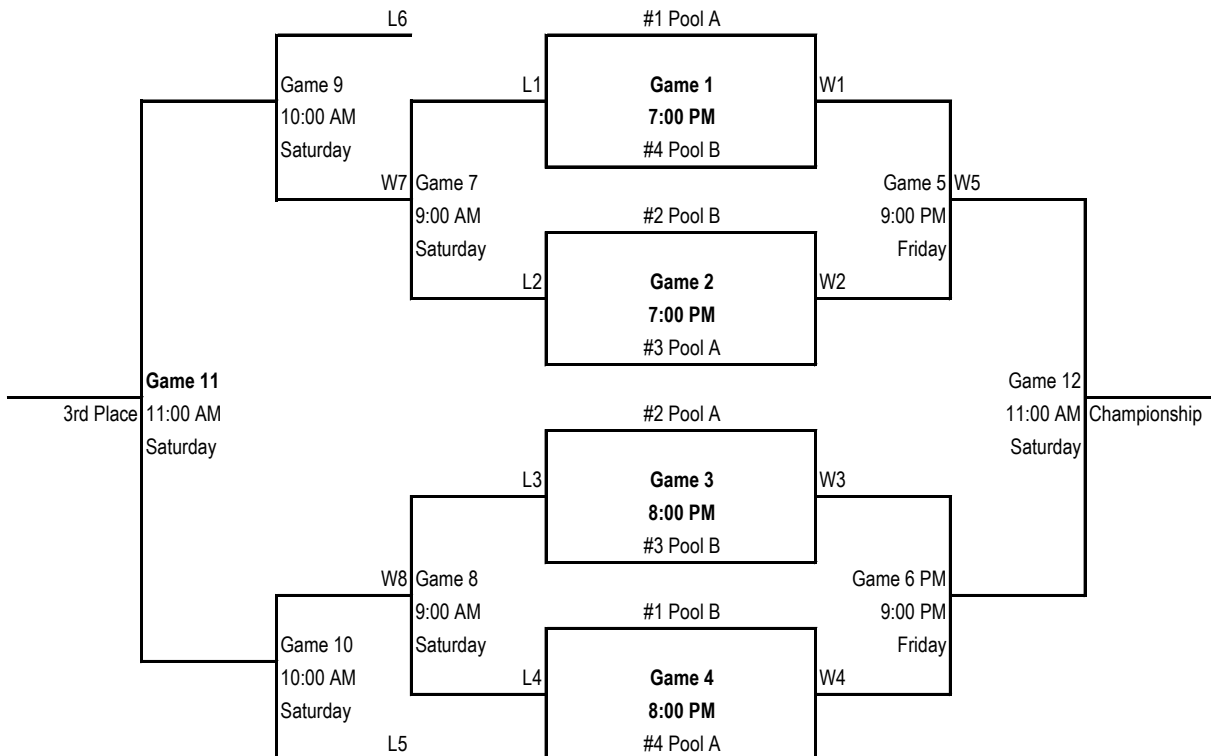 L6
#1 Pool A
Game 9
L1
Game 1
W1
10:00 AM
7:00 PM
Saturday
#4 Pool B
W7
Game 7
Game 5
W5
9:00 AM
#2 Pool B
9:00 PM
Saturday
Friday
L2
Game 2
W2
7:00 PM
#3 Pool A
Game 11
Game 12
3rd Place
11:00 AM
#2 Pool A
11:00 AM
Championship
Saturday
Saturday
L3
Game 3
W3
8:00 PM
#3 Pool B
W8
Game 8
Game 6 PM
9:00 AM
#1 Pool B
9:00 PM
Game 10
Saturday
Friday
10:00 AM
L4
Game 4
W4
Saturday
8:00 PM
L5
#4 Pool A